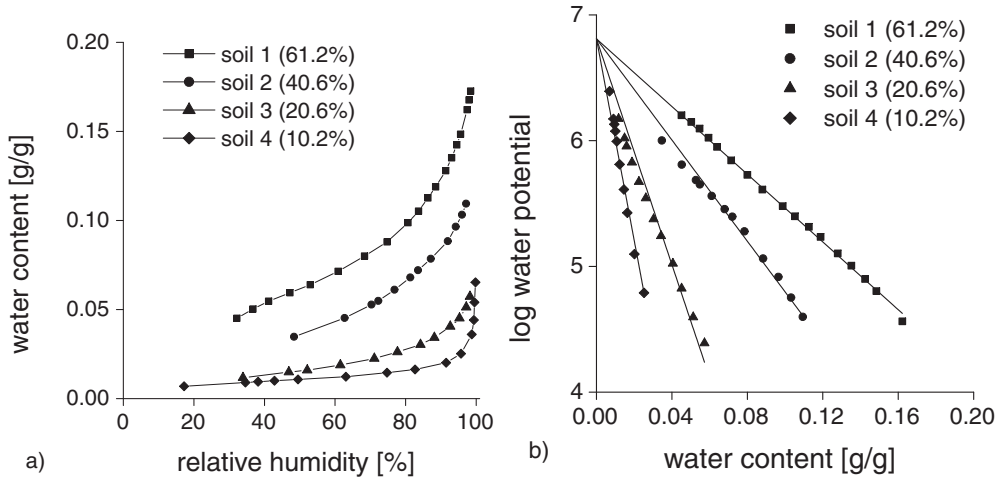 0.20
0.15
0.10
0.05
0.00
water content [g/g]
soil 1 (61.2%)
soil 2 (40.6%)
soil 3 (20.6%)
soil 4 (10.2%)
0 20 40 60 80 100
relative humidity [%]
a)
7
6
5
4
log water potential
soil 1 (61.2%)
soil 2 (40.6%)
soil 3 (20.6%)
soil 4 (10.2%)
0.00 0.04 0.08 0.12 0.16 0.20
water content [g/g]
b)